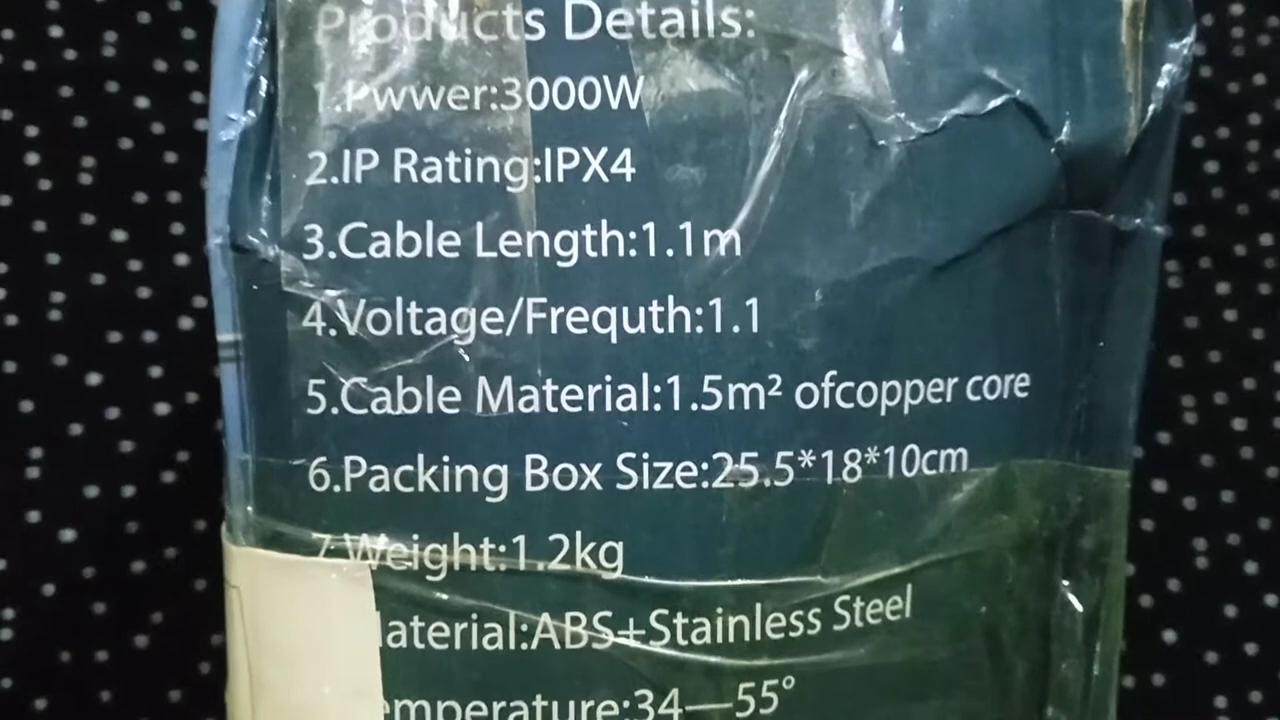 Products Details:
1.Pwwer:3000W
2.IP Rating:IPX4
3.Cable Length:1.1m
4.Voltage/Frequth:1.1
5.Cable Material:1.5m² ofcopper core
6.Packing Box Size:25.5*18*10cm
7.Weight:1.2kg
aterial:ABS+Stainless Steel
emperature:34—55°